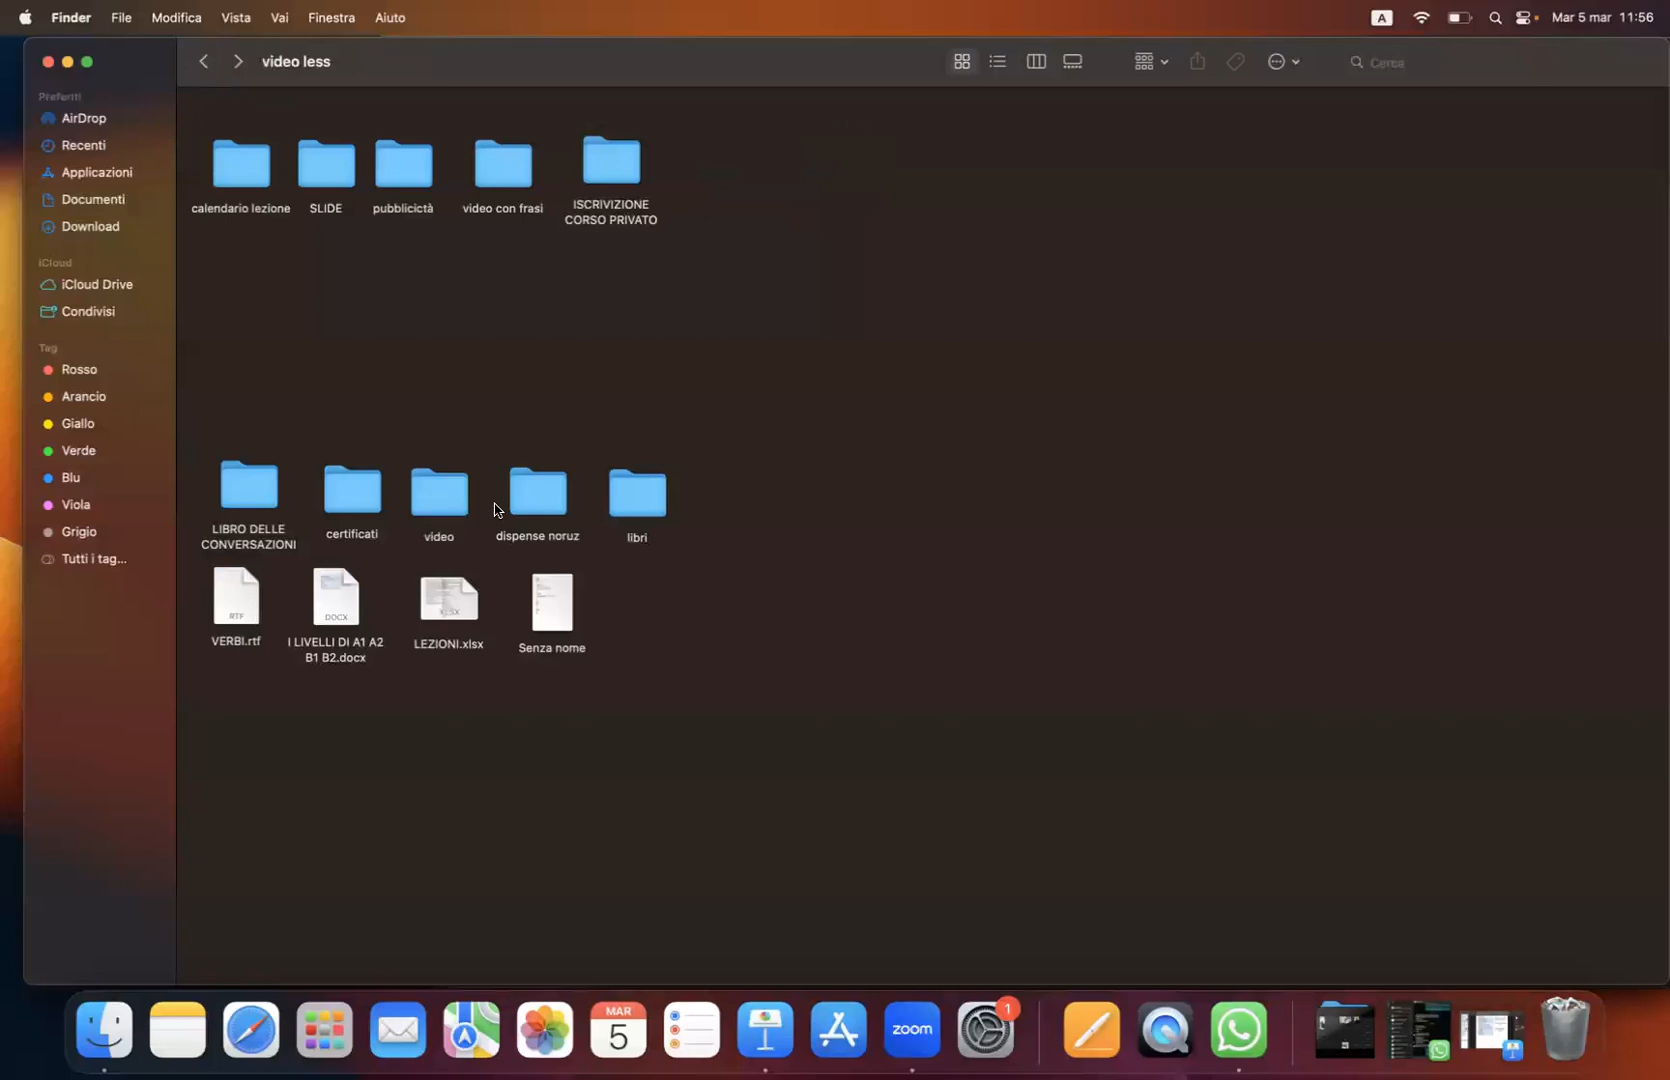 Finder File Modifica Vista Vai Finestra Aiuto
A
Mar 5 mar 11:56
video less
Cerca
Preferiti
AirDrop
Recenti
Applicazioni
Documenti
Download
iCloud
iCloud Drive
Condivisi
Tag
Rosso
Arancio
Giallo
Verde
Blu
Viola
Grigio
Tutti i tag...
calendario lezione
SLIDE
pubblicictà
video con frasi
ISCRIVIZIONE
CORSO PRIVATO
LIBRO DELLE
CONVERSAZIONI
certificati
video
dispense noruz
libri
RTF
VERBI.rtf
DOCX
I LIVELLI DI A1 A2
B1 B2.docx
XLSX
LEZIONI.xlsx
Senza nome
MAR
5
zoom
1